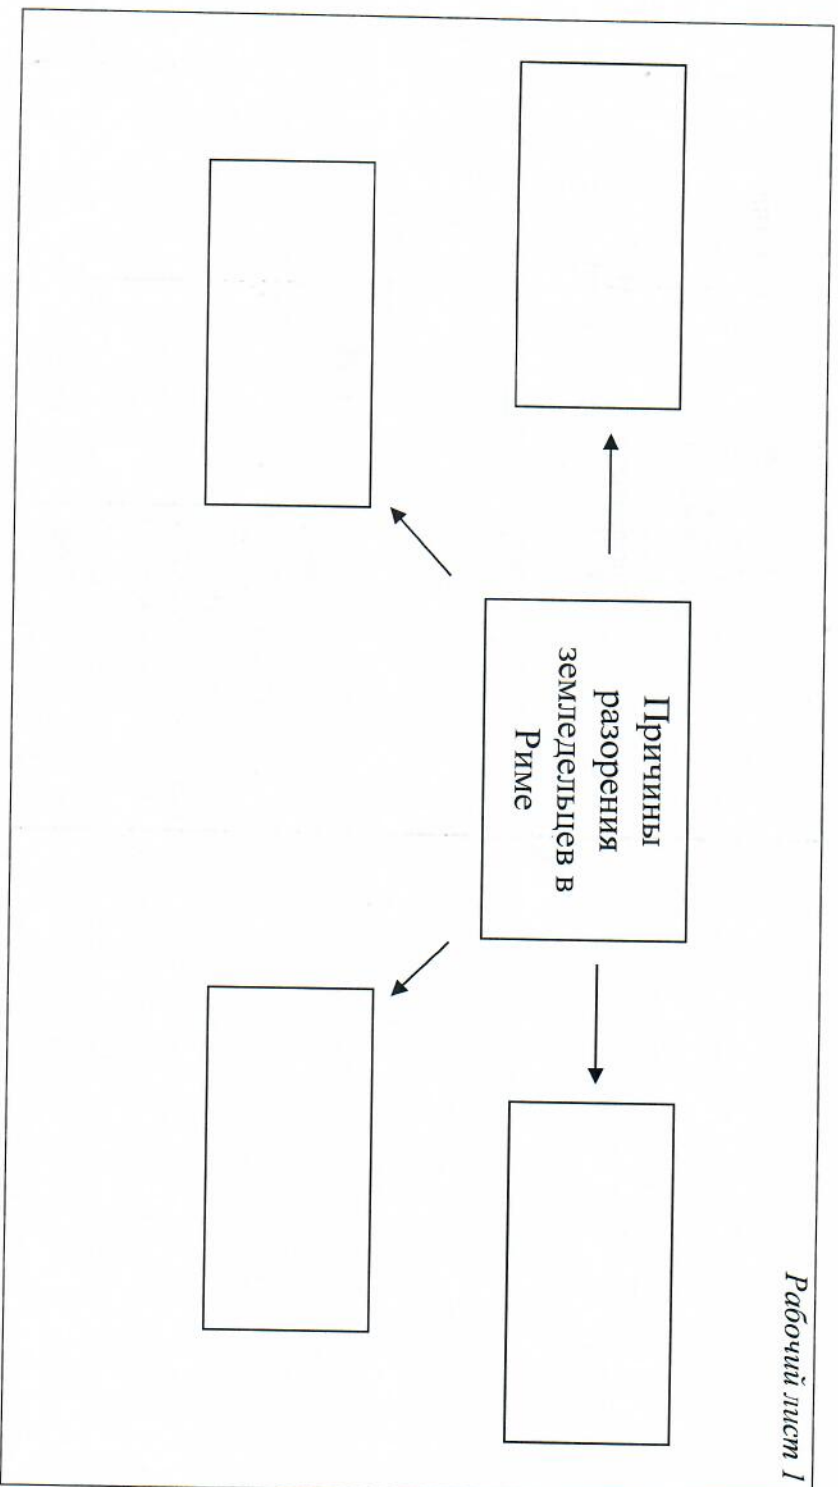 Рабочий лист 1
Причины
разорения
земледельцев в
Риме